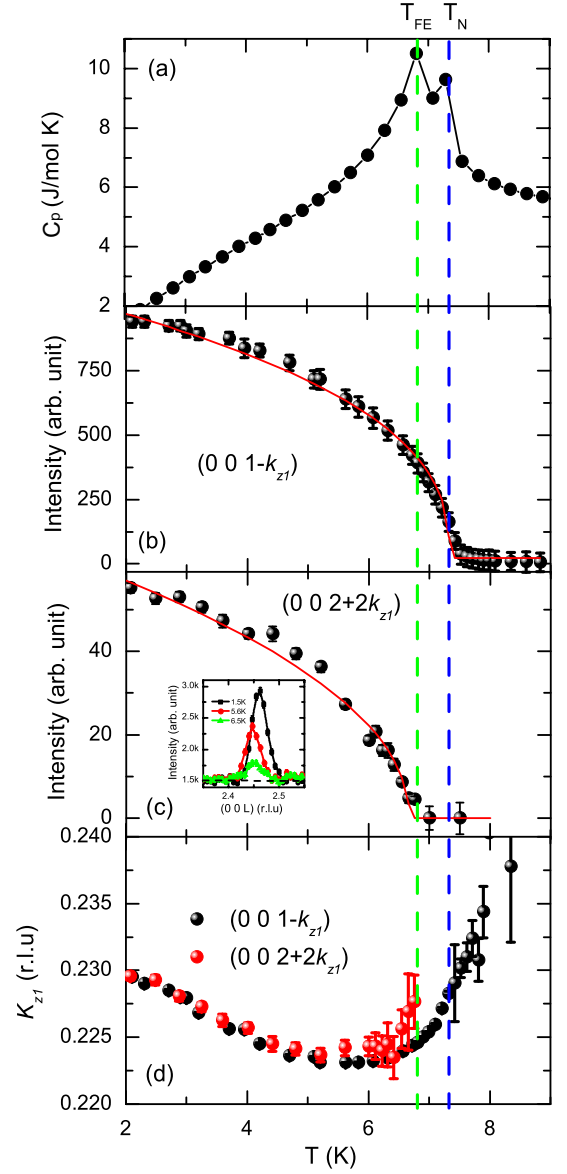 T_FE T_N
(a)
10
8
6
4
2
C_p (J/mol K)
750
500
250
0
Intensity (arb. unit)
(0 0 1-k_z1)
(b)
(0 0 2+2k_z1)
40
20
0
Intensity (arb. unit)
3.0k
2.5k
2.0k
1.5k
Intensity (arb. unit)
1.5K
5.6K
6.5K
2.4 2.5
(0 0 L) (r.l.u)
(c)
0.240
0.235
0.230
0.225
0.220
K_z1 (r.l.u)
(0 0 1-k_z1)
(0 0 2+2k_z1)
(d)
2 4 6 8
T (K)